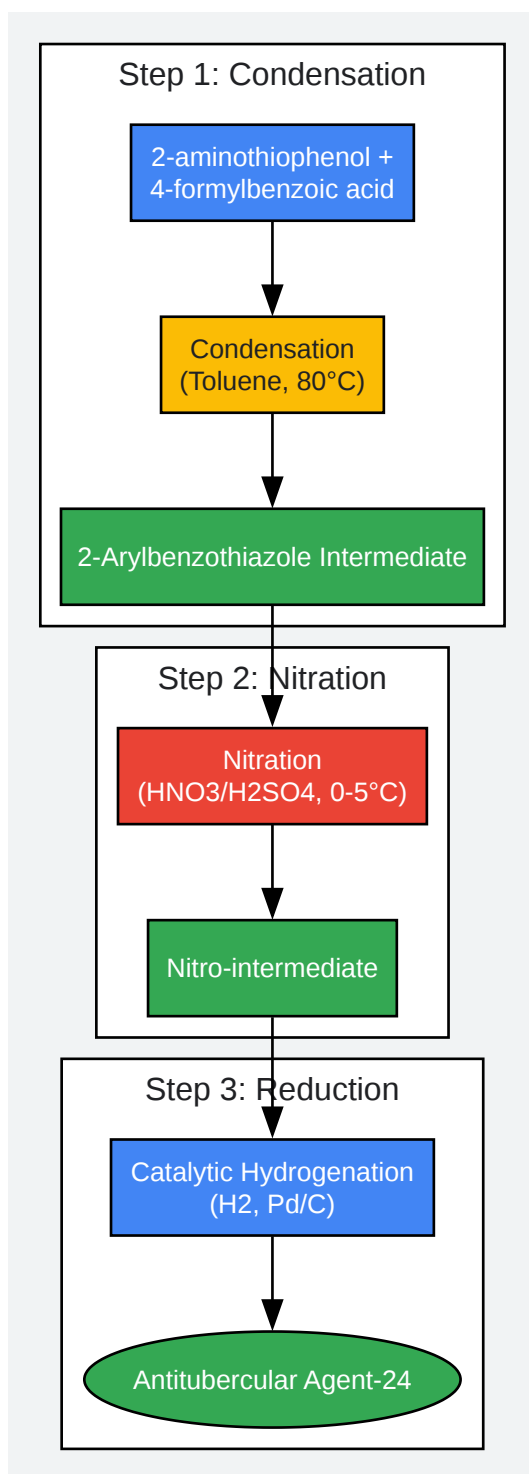 Step 1: Condensation
2-aminothiophenol +
4-formylbenzoic acid
Condensation
(Toluene, 80°C)
2-Arylbenzothiazole Intermediate
Step 2: Nitration
Nitration
(HNO3/H2SO4, 0-5°C)
Nitro-intermediate
Step 3: Reduction
Catalytic Hydrogenation
(H2, Pd/C)
Antitubercular Agent-24